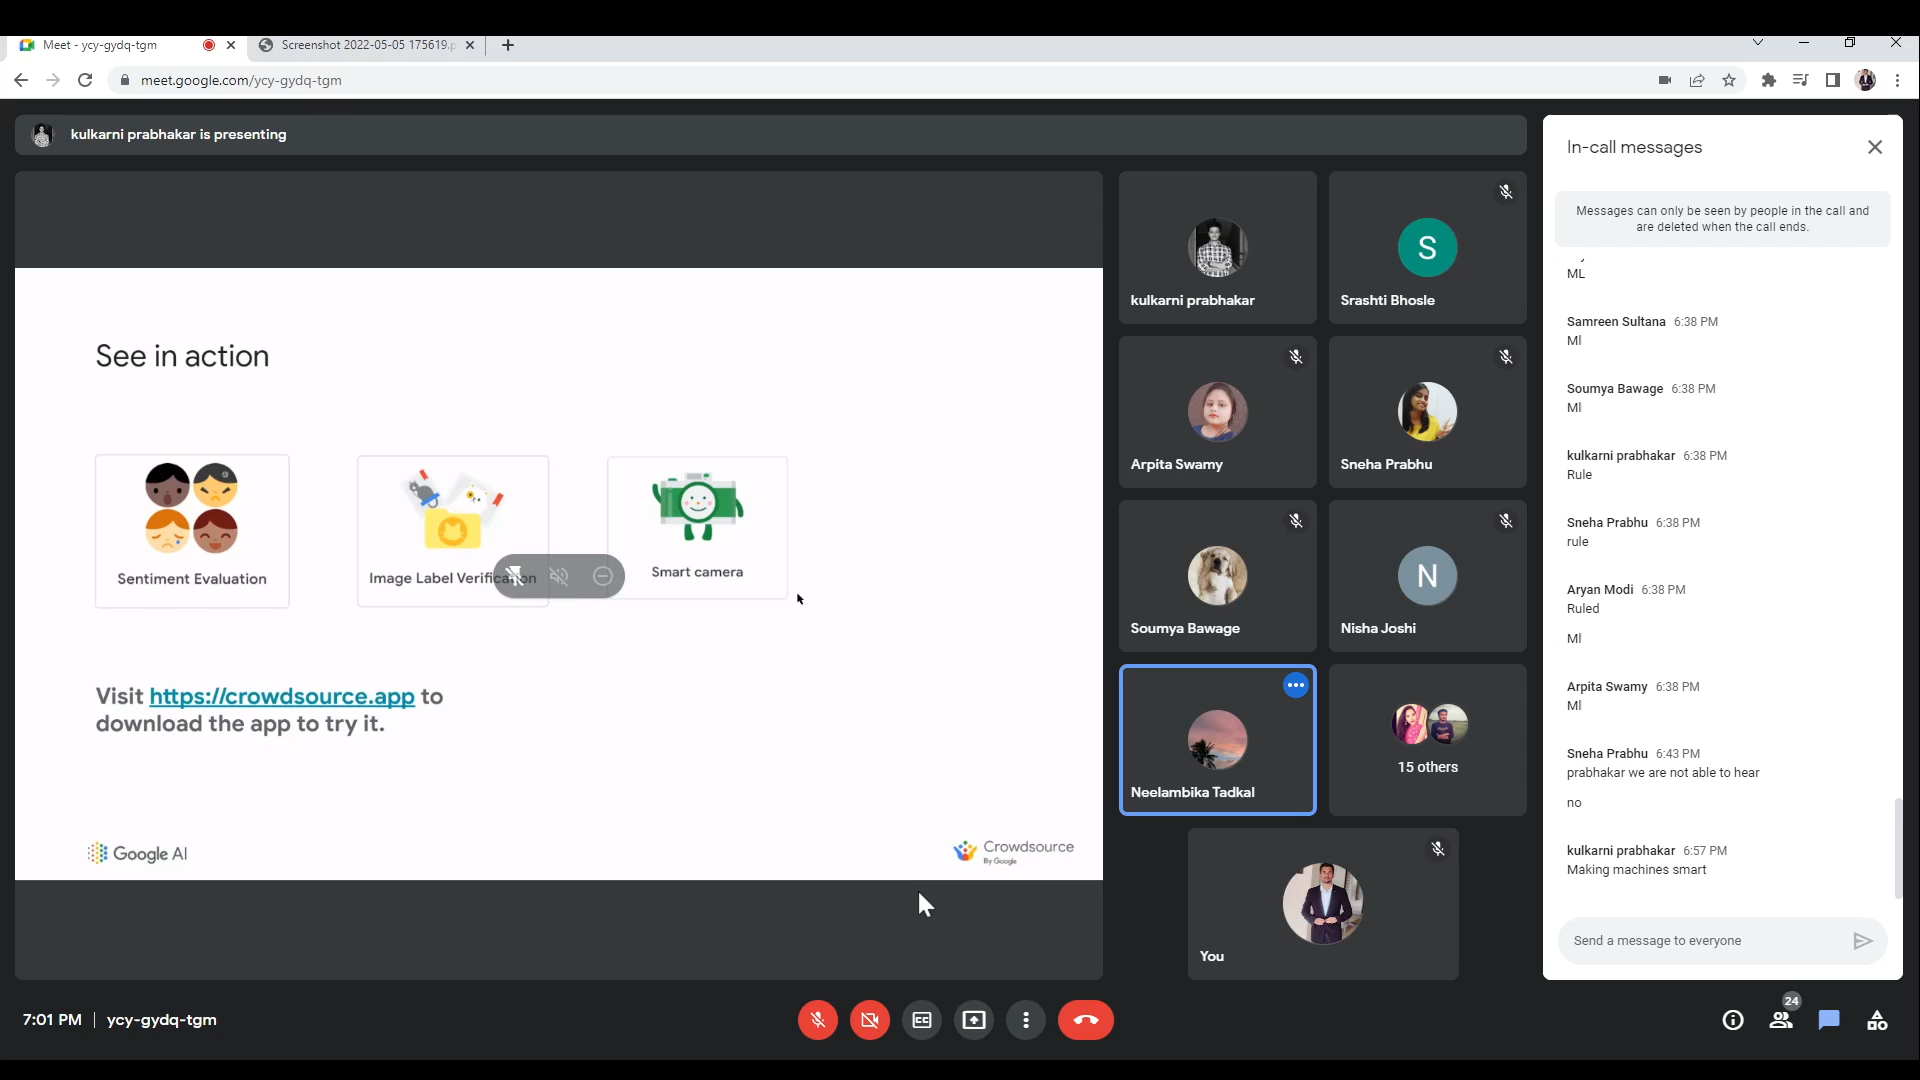 Meet - ycy-gydq-tgm
Screenshot 2022-05-05 175619.p
meet.google.com/ycy-gydq-tgm
kulkarni prabhakar is presenting
See in action
Sentiment Evaluation
Image Label Verification
Smart camera
Visit https://crowdsource.app to
download the app to try it.
Google AI
Crowdsource
By Google
kulkarni prabhakar
S
Srashti Bhosle
Arpita Swamy
Sneha Prabhu
Soumya Bawage
N
Nisha Joshi
Neelambika Tadkal
15 others
You
In-call messages
Messages can only be seen by people in the call and
are deleted when the call ends.
ML
Samreen Sultana 6:38 PM
Ml
Soumya Bawage 6:38 PM
Ml
kulkarni prabhakar 6:38 PM
Rule
Sneha Prabhu 6:38 PM
rule
Aryan Modi 6:38 PM
Ruled
Ml
Arpita Swamy 6:38 PM
Ml
Sneha Prabhu 6:43 PM
prabhakar we are not able to hear
no
kulkarni prabhakar 6:57 PM
Making machines smart
Send a message to everyone
7:01 PM | ycy-gydq-tgm
24